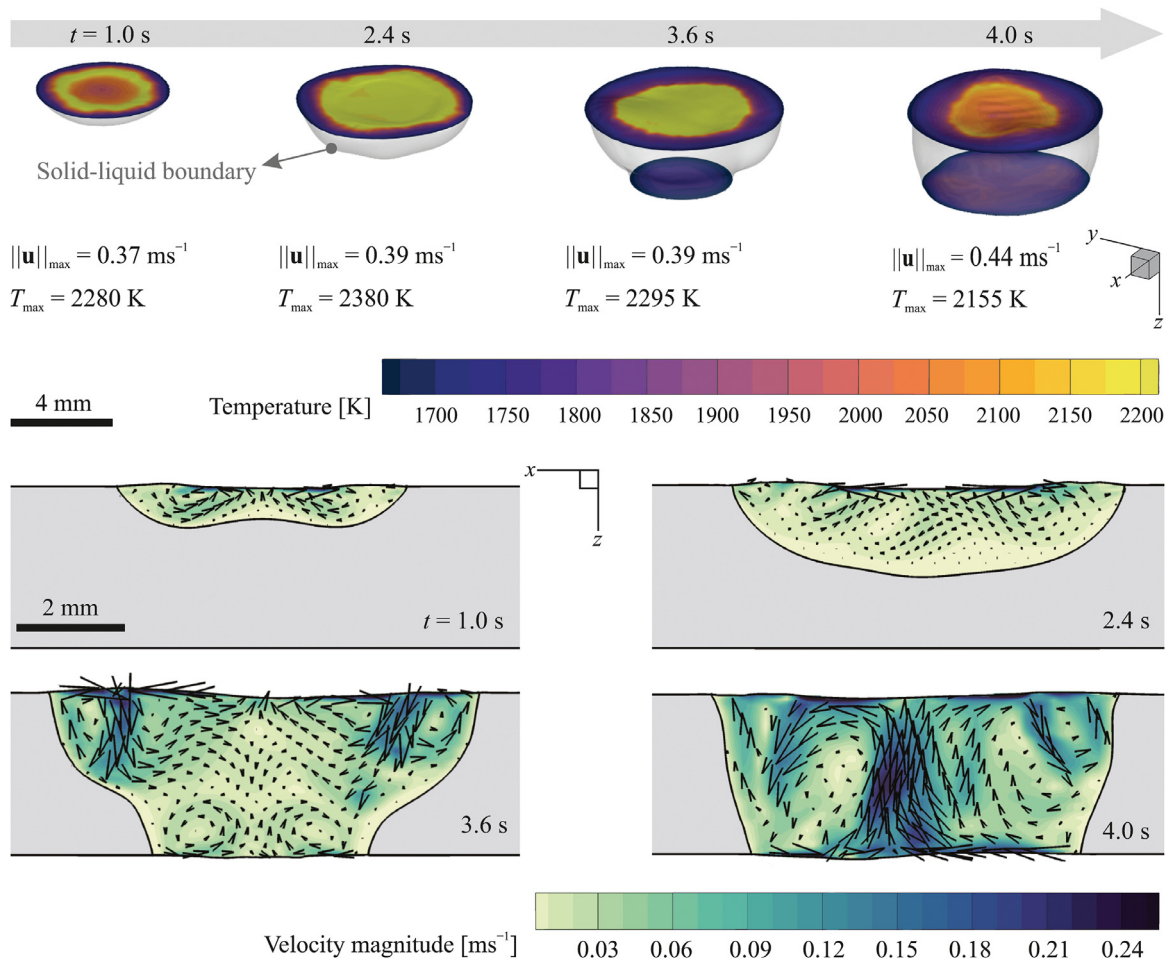 t = 1.0 s 2.4 s 3.6 s 4.0 s
Solid-liquid boundary
||u||max = 0.37 ms⁻¹ ||u||max = 0.39 ms⁻¹ ||u||max = 0.39 ms⁻¹ ||u||max = 0.44 ms⁻¹
Tmax = 2280 K Tmax = 2380 K Tmax = 2295 K Tmax = 2155 K
y
x
z
4 mm
Temperature [K]
1700 1750 1800 1850 1900 1950 2000 2050 2100 2150 2200
x
z
2 mm
t = 1.0 s
2.4 s
3.6 s
4.0 s
Velocity magnitude [ms⁻¹]
0.03 0.06 0.09 0.12 0.15 0.18 0.21 0.24